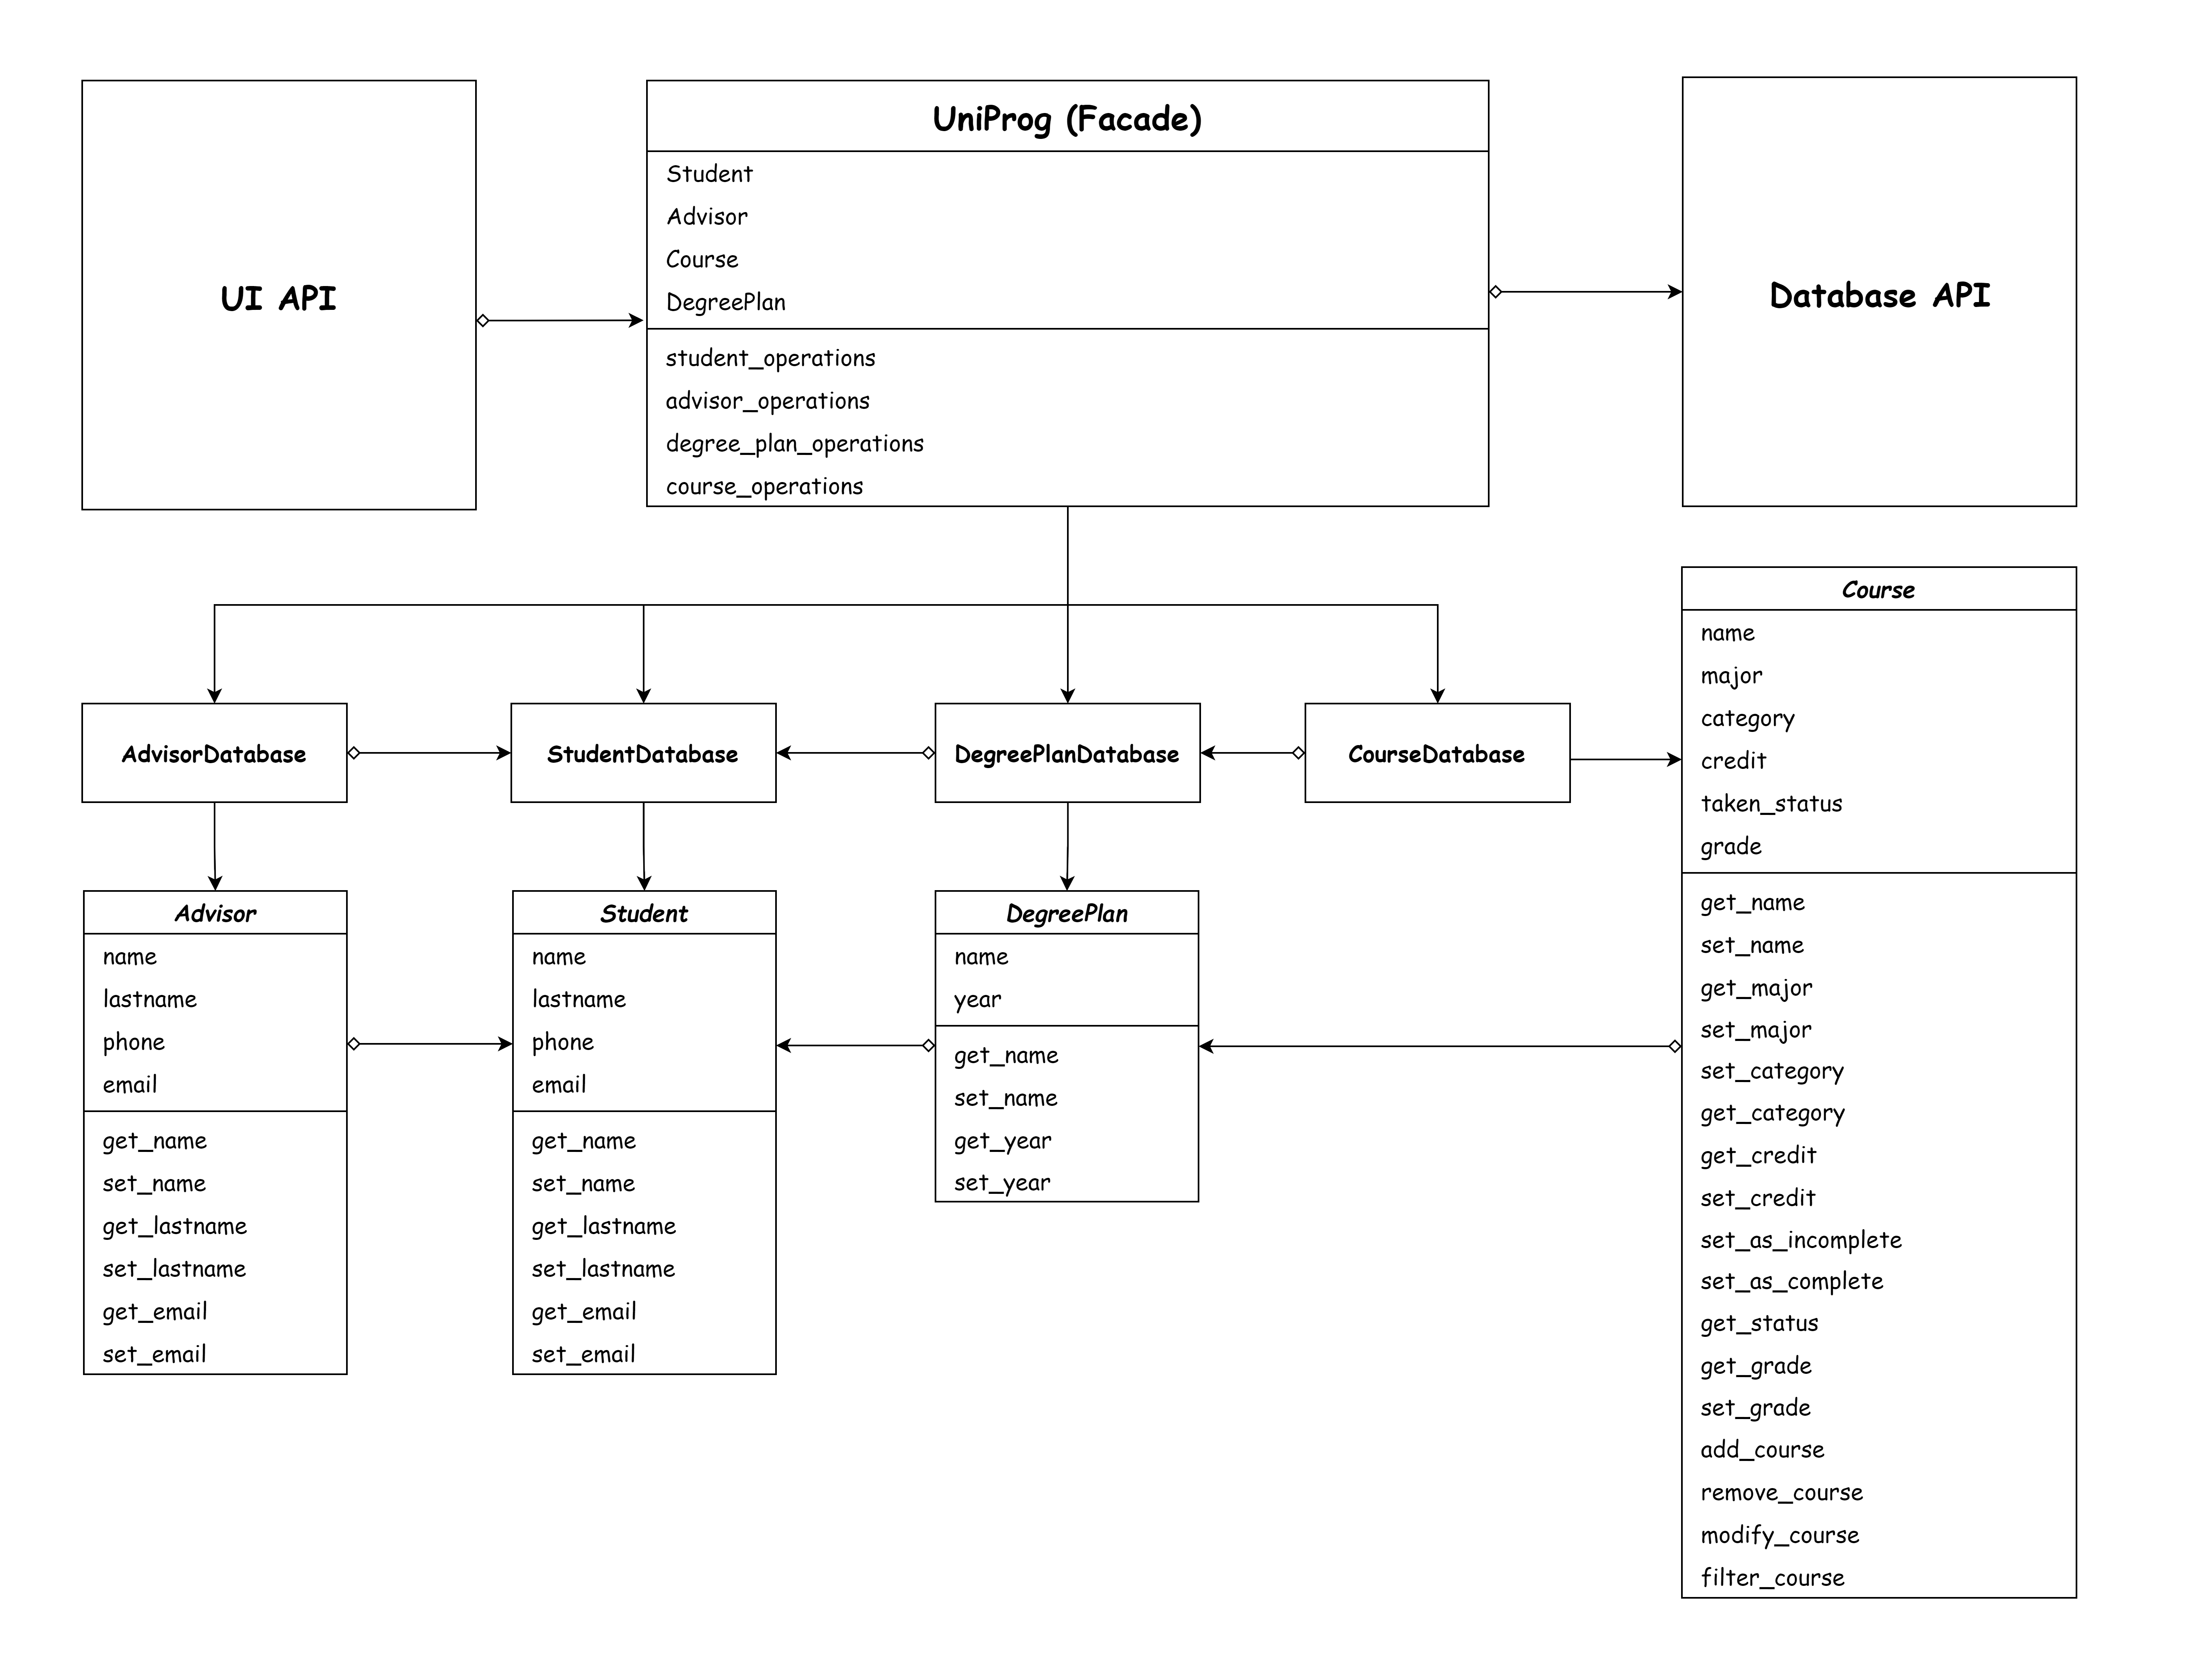 UI API
UniProg (Facade)
Student
Advisor
Course
DegreePlan
student_operations
advisor_operations
degree_plan_operations
course_operations
Database API
AdvisorDatabase
StudentDatabase
DegreePlanDatabase
CourseDatabase
Advisor
name
lastname
phone
email
get_name
set_name
get_lastname
set_lastname
get_email
set_email
Student
name
lastname
phone
email
get_name
set_name
get_lastname
set_lastname
get_email
set_email
DegreePlan
name
year
get_name
set_name
get_year
set_year
Course
name
major
category
credit
taken_status
grade
get_name
set_name
get_major
set_major
set_category
get_category
get_credit
set_credit
set_as_incomplete
set_as_complete
get_status
get_grade
set_grade
add_course
remove_course
modify_course
filter_course